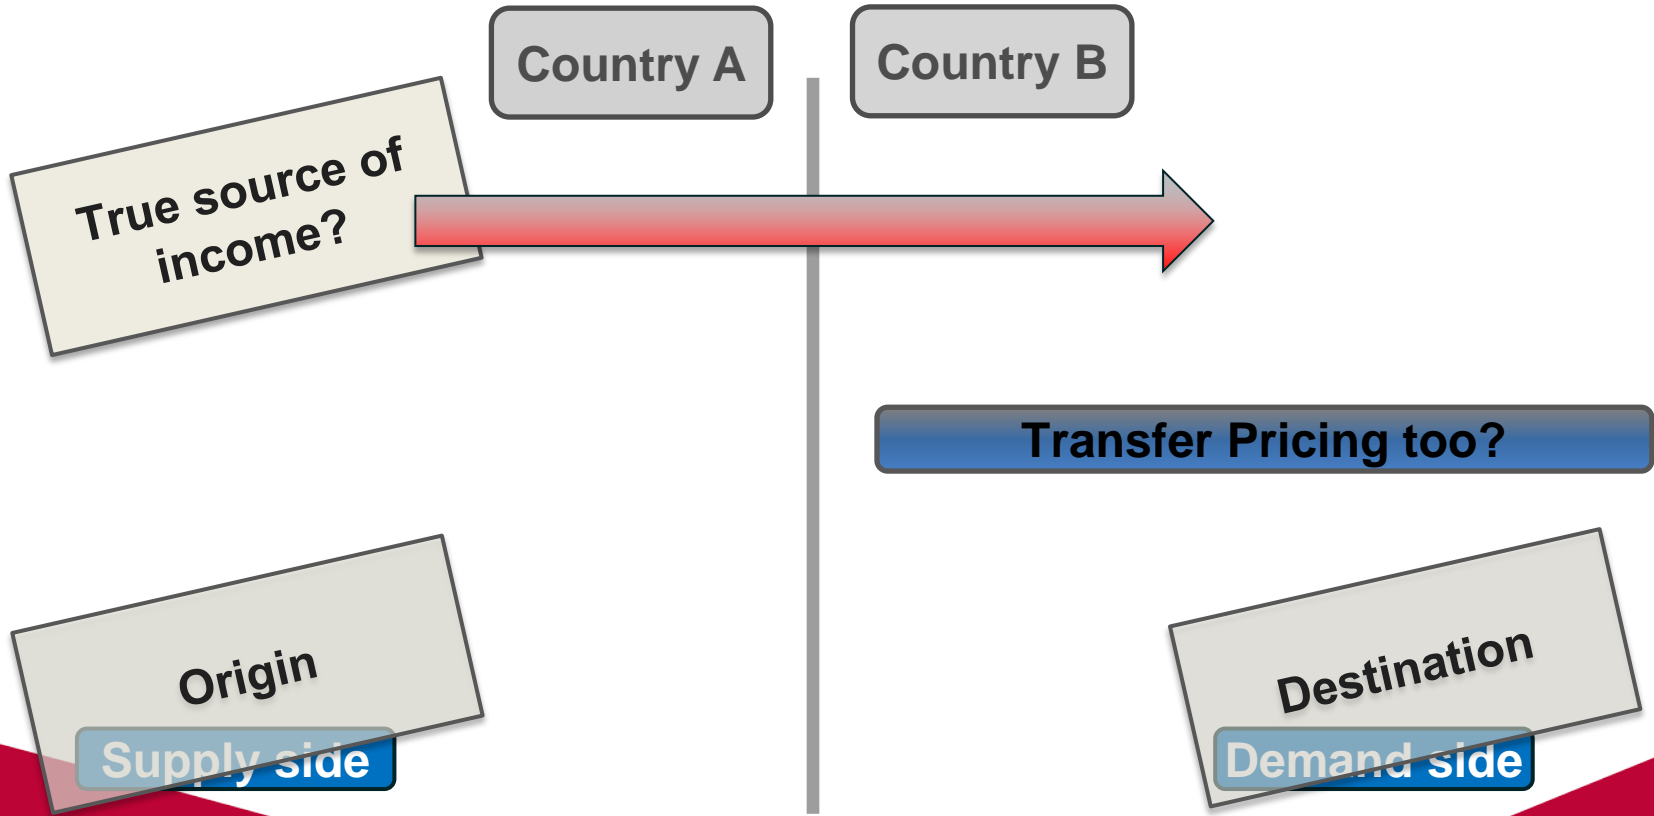 Country A
Country B
True source of
income?
Transfer Pricing too?
Origin
Destination
Supply side
Demand side